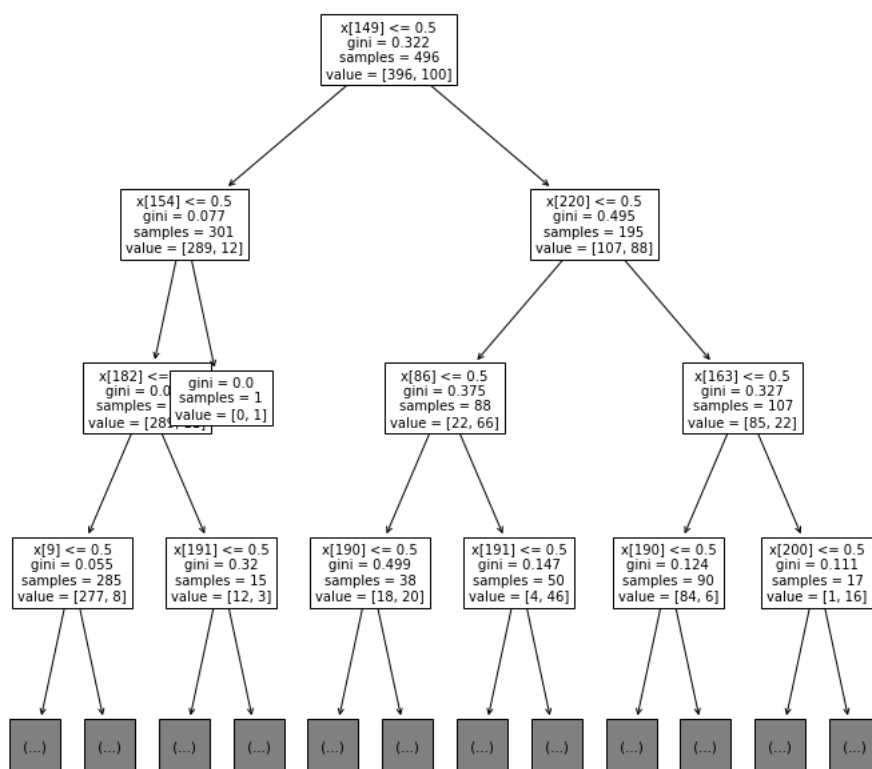 x[149] <= 0.5
gini = 0.322
samples = 496
value = [396, 100]
x[154] <= 0.5
gini = 0.077
samples = 301
value = [289, 12]
x[220] <= 0.5
gini = 0.495
samples = 195
value = [107, 88]
x[182] <=
gini = 0.0
samples =
value = [289,
gini = 0.0
samples = 1
value = [0, 1]
x[86] <= 0.5
gini = 0.375
samples = 88
value = [22, 66]
x[163] <= 0.5
gini = 0.327
samples = 107
value = [85, 22]
x[9] <= 0.5
gini = 0.055
samples = 285
value = [277, 8]
x[191] <= 0.5
gini = 0.32
samples = 15
value = [12, 3]
x[190] <= 0.5
gini = 0.499
samples = 38
value = [18, 20]
x[191] <= 0.5
gini = 0.147
samples = 50
value = [4, 46]
x[190] <= 0.5
gini = 0.124
samples = 90
value = [84, 6]
x[200] <= 0.5
gini = 0.111
samples = 17
value = [1, 16]
(...)
(...)
(...)
(...)
(...)
(...)
(...)
(...)
(...)
(...)
(...)
(...)